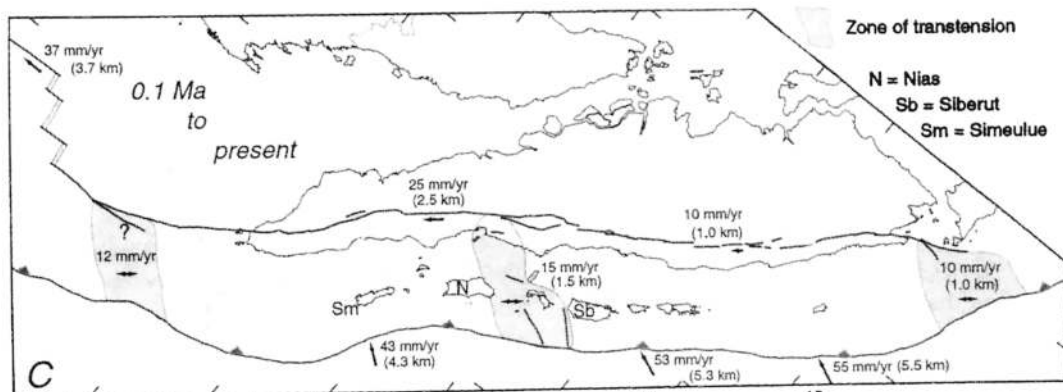 37 mm/yr
(3.7 km)
Zone of transtension
0.1 Ma
to
present
N = Nias
Sb = Siberut
Sm = Simeulue
25 mm/yr
(2.5 km)
10 mm/yr
(1.0 km)
?
12 mm/yr
15 mm/yr
(1.5 km)
10 mm/yr
(1.0 km)
N
Sm
Sb
43 mm/yr
(4.3 km)
53 mm/yr
(5.3 km)
55 mm/yr (5.5 km)
C